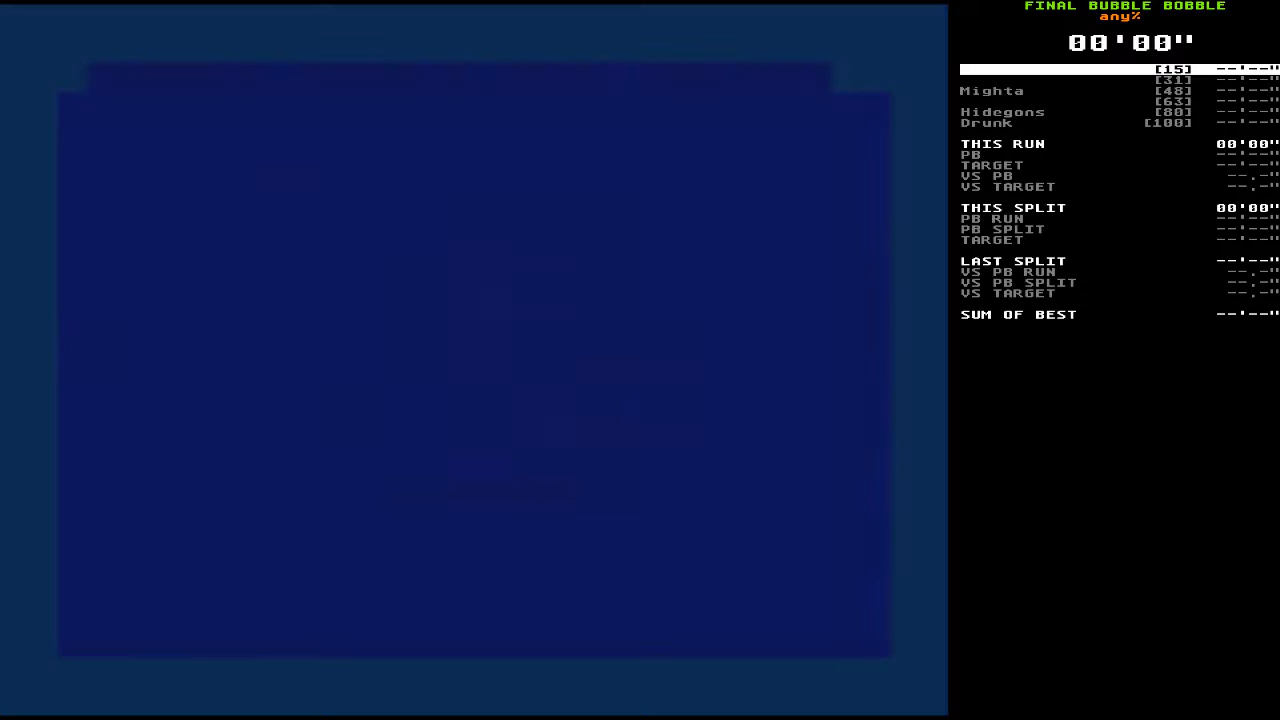 FINAL BUBBLE BOBBLE
any%
00'00"
[15] --'--"
[31] --'--"
Mighta [48] --'--"
[63] --'--"
Hidegons [80] --'--"
Drunk [100] --'--"
THIS RUN 00'00"
PB --'--"
TARGET --'--"
VS PB --.-"
VS TARGET --.-"
THIS SPLIT 00'00"
PB RUN --'--"
PB SPLIT --'--"
TARGET --'--"
LAST SPLIT --'--"
VS PB RUN --.-"
VS PB SPLIT --.-"
VS TARGET --.-"
SUM OF BEST --'--"